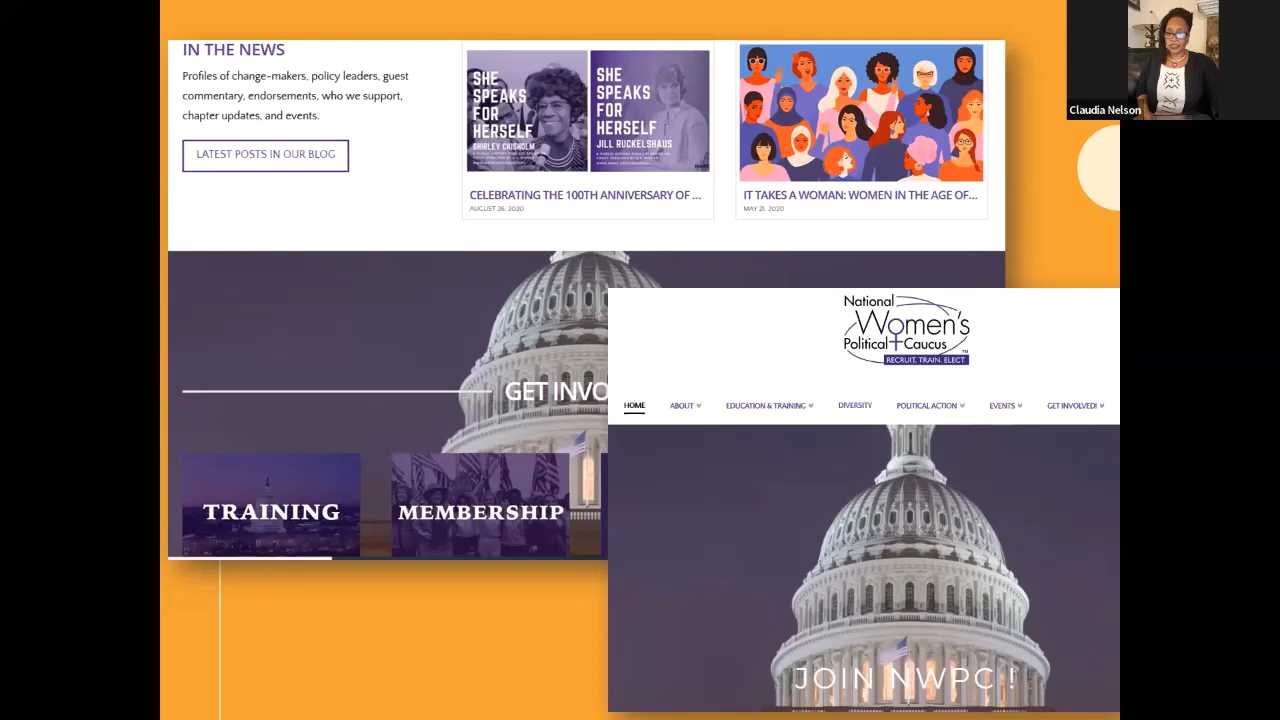 IN THE NEWS
Profiles of change-makers, policy leaders, guest
commentary, endorsements, who we support,
chapter updates, and events.
LATEST POSTS IN OUR BLOG
SHE
SPEAKS
FOR
HERSELF
SHIRLEY CHISHOLM
SHE
SPEAKS
FOR
HERSELF
JILL RUCKELSHAUS
CELEBRATING THE 100TH ANNIVERSARY OF ...
AUGUST 26, 2020
IT TAKES A WOMAN: WOMEN IN THE AGE OF...
MAY 21, 2020
Claudia Nelson
GET INVO
TRAINING
MEMBERSHIP
National
Women's
Political Caucus
TM
RECRUIT. TRAIN. ELECT
HOME
ABOUT
EDUCATION & TRAINING
DIVERSITY
POLITICAL ACTION
EVENTS
GET INVOLVED!
JOIN NWPC !